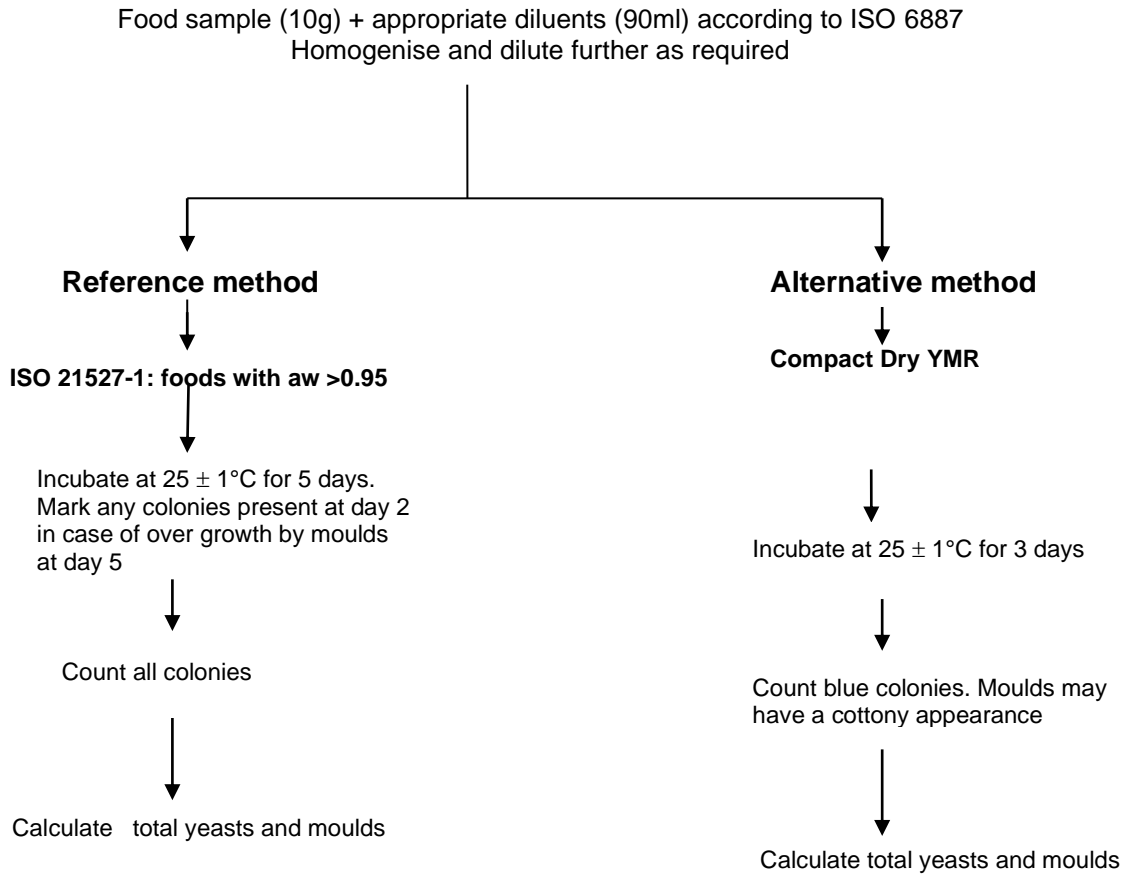 Food sample (10g) + appropriate diluents (90ml) according to ISO 6887
Homogenise and dilute further as required
Reference method
ISO 21527-1: foods with aw >0.95
Incubate at 25 ± 1°C for 5 days.
Mark any colonies present at day 2
in case of over growth by moulds
at day 5
Count all colonies
Calculate total yeasts and moulds
Alternative method
Compact Dry YMR
Incubate at 25 ± 1°C for 3 days
Count blue colonies. Moulds may
have a cottony appearance
Calculate total yeasts and moulds